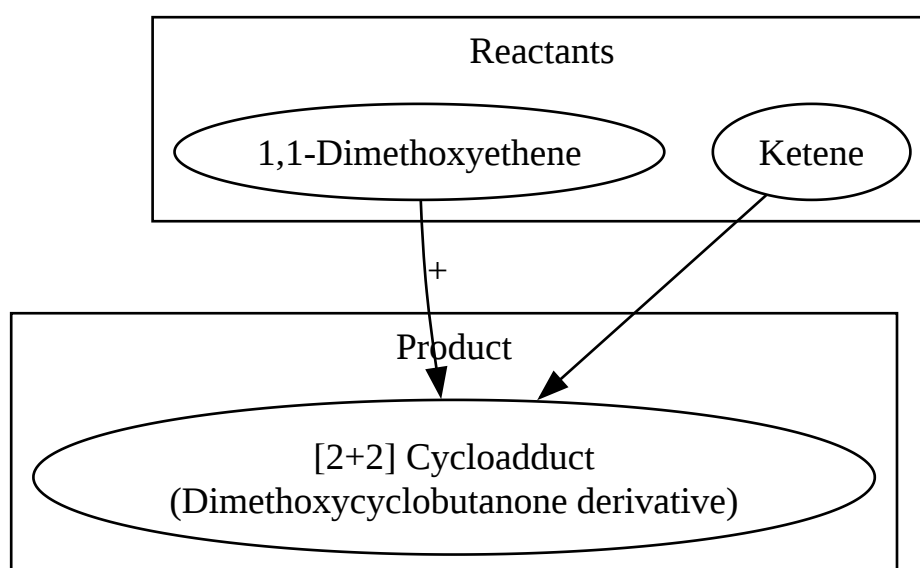 Reactants
1,1-Dimethoxyethene
Ketene
+
Product
[2+2] Cycloadduct
(Dimethoxycyclobutanone derivative)